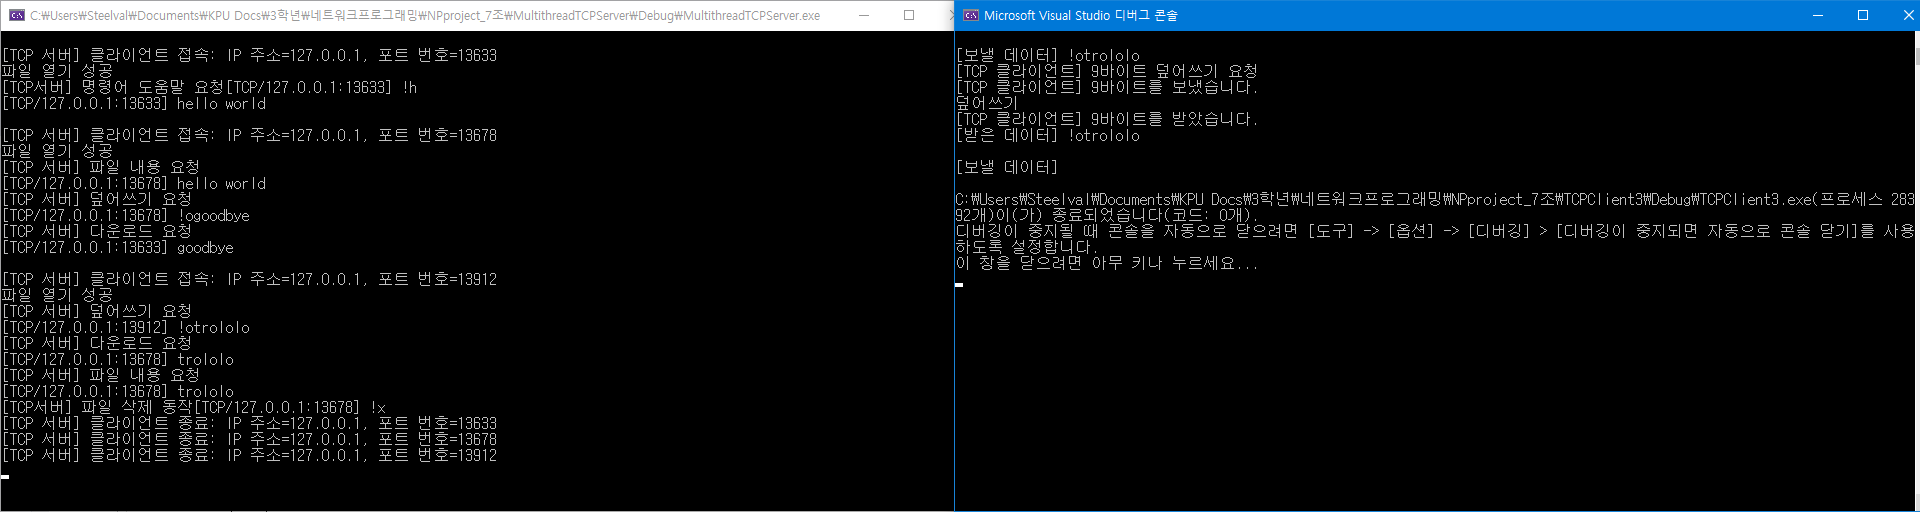 C:₩Users₩Steelval₩Documents₩KPU Docs₩3학년₩네트워크프로그래밍₩NPproject_7조₩MultithreadTCPServer₩Debug₩MultithreadTCPServer.exe
[TCP 서버] 클라이언트 접속: IP 주소=127.0.0.1, 포트 번호=13633
파일 열기 성공
[TCP서버] 명령어 도움말 요청[TCP/127.0.0.1:13633] !h
[TCP/127.0.0.1:13633] hello world
[TCP 서버] 클라이언트 접속: IP 주소=127.0.0.1, 포트 번호=13678
파일 열기 성공
[TCP 서버] 파일 내용 요청
[TCP/127.0.0.1:13678] hello world
[TCP 서버] 덮어쓰기 요청
[TCP/127.0.0.1:13678] !ogoodbye
[TCP 서버] 다운로드 요청
[TCP/127.0.0.1:13633] goodbye
[TCP 서버] 클라이언트 접속: IP 주소=127.0.0.1, 포트 번호=13912
파일 열기 성공
[TCP 서버] 덮어쓰기 요청
[TCP/127.0.0.1:13912] !otrololo
[TCP 서버] 다운로드 요청
[TCP/127.0.0.1:13678] trololo
[TCP 서버] 파일 내용 요청
[TCP/127.0.0.1:13678] trololo
[TCP서버] 파일 삭제 동작[TCP/127.0.0.1:13678] !x
[TCP 서버] 클라이언트 종료: IP 주소=127.0.0.1, 포트 번호=13633
[TCP 서버] 클라이언트 종료: IP 주소=127.0.0.1, 포트 번호=13678
[TCP 서버] 클라이언트 종료: IP 주소=127.0.0.1, 포트 번호=13912
Microsoft Visual Studio 디버그 콘솔
[보낼 데이터] !otrololo
[TCP 클라이언트] 9바이트 덮어쓰기 요청
[TCP 클라이언트] 9바이트를 보냈습니다.
덮어쓰기
[TCP 클라이언트] 9바이트를 받았습니다.
[받은 데이터] !otrololo
[보낼 데이터]
C:₩Users₩Steelval₩Documents₩KPU Docs₩3학년₩네트워크프로그래밍₩NPproject_7조₩TCPClient3₩Debug₩TCPClient3.exe(프로세스 283
92개)이(가) 종료되었습니다(코드: 0개).
디버깅이 중지될 때 콘솔을 자동으로 닫으려면 [도구] -> [옵션] -> [디버깅] > [디버깅이 중지되면 자동으로 콘솔 닫기]를 사용
하도록 설정합니다.
이 창을 닫으려면 아무 키나 누르세요...